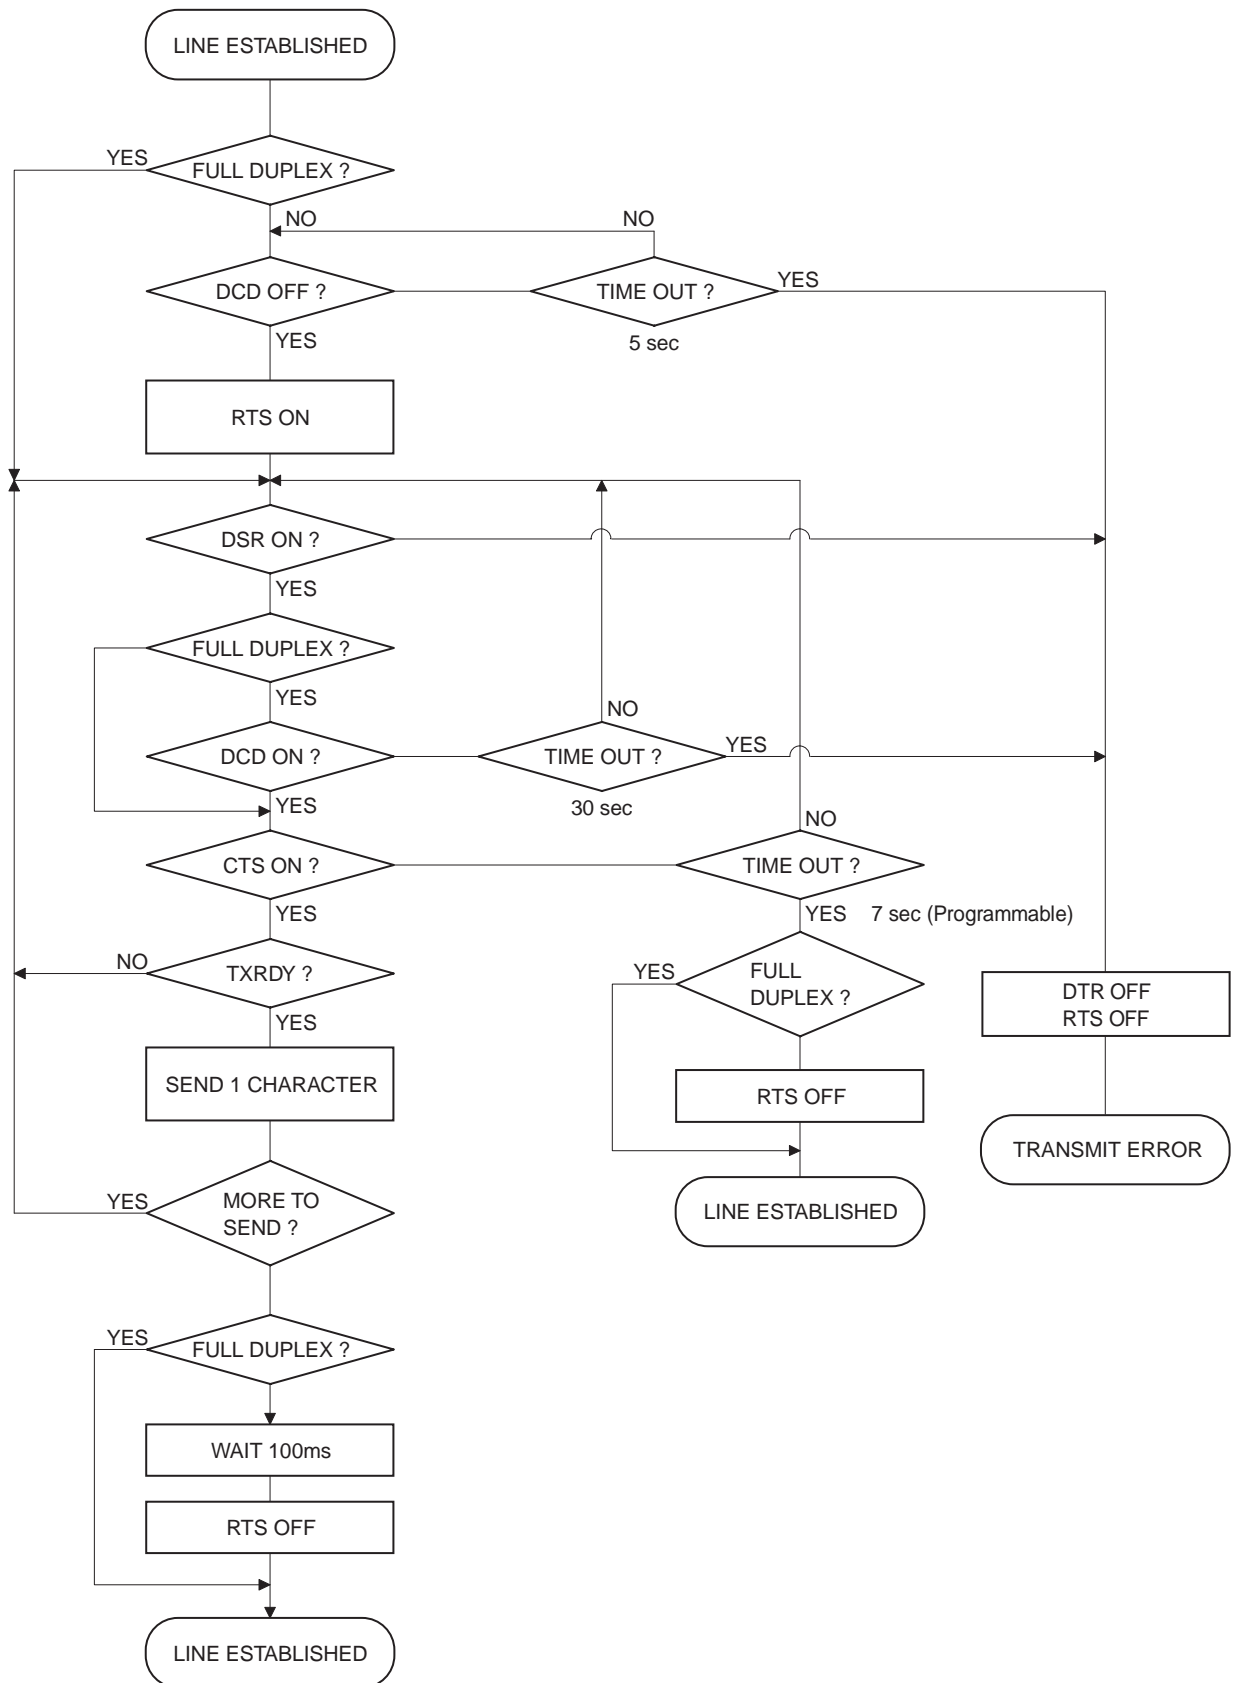 LINE ESTABLISHED
YES
FULL DUPLEX ?
NO
NO
DCD OFF ?
TIME OUT ?
YES
YES
5 sec
RTS ON
DSR ON ?
YES
FULL DUPLEX ?
YES
NO
DCD ON ?
TIME OUT ?
YES
YES
30 sec
NO
CTS ON ?
TIME OUT ?
YES
YES
7 sec (Programmable)
NO
TXRDY ?
YES
FULL
DUPLEX ?
YES
DTR OFF
RTS OFF
SEND 1 CHARACTER
RTS OFF
TRANSMIT ERROR
YES
MORE TO
SEND ?
LINE ESTABLISHED
YES
FULL DUPLEX ?
WAIT 100ms
RTS OFF
LINE ESTABLISHED